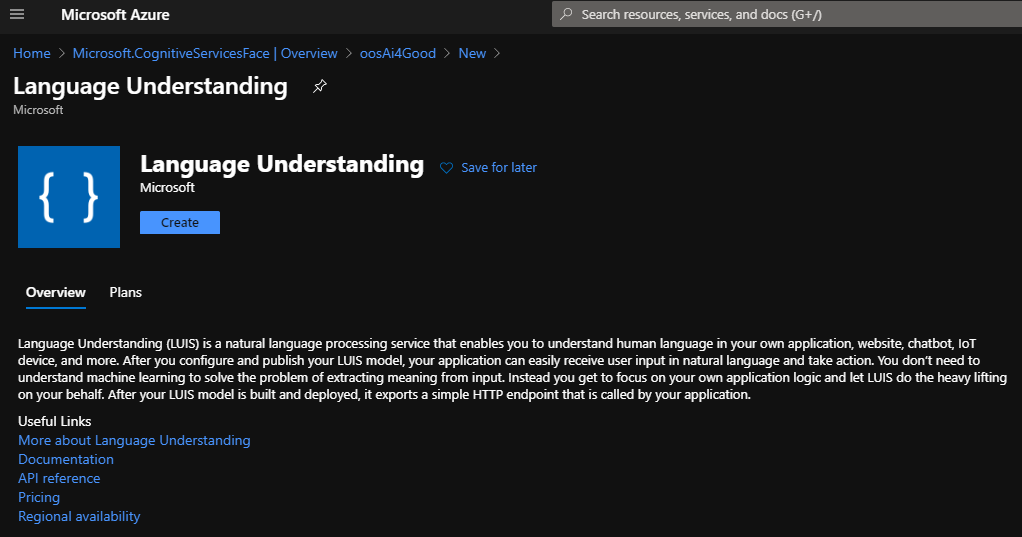 Microsoft Azure
Search resources, services, and docs (G+/)
Home > Microsoft.CognitiveServicesFace | Overview > oosAi4Good > New >
Language Understanding
Microsoft
{ }
Language Understanding
Save for later
Microsoft
Create
Overview Plans
Language Understanding (LUIS) is a natural language processing service that enables you to understand human language in your own application, website, chatbot, IoT
device, and more. After you configure and publish your LUIS model, your application can easily receive user input in natural language and take action. You don’t need to
understand machine learning to solve the problem of extracting meaning from input. Instead you get to focus on your own application logic and let LUIS do the heavy lifting
on your behalf. After your LUIS model is built and deployed, it exports a simple HTTP endpoint that is called by your application.
Useful Links
More about Language Understanding
Documentation
API reference
Pricing
Regional availability